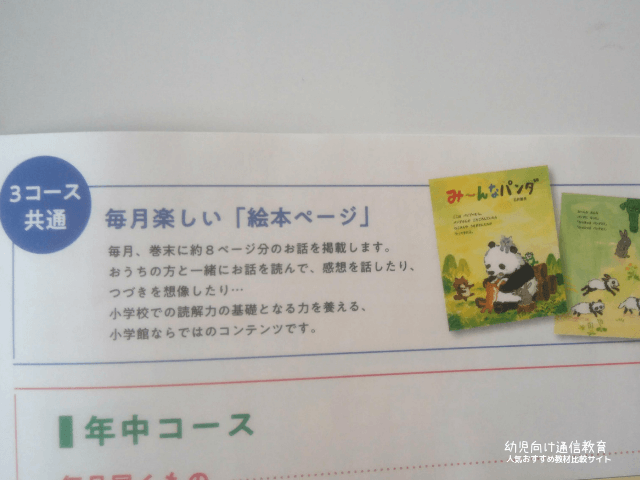 3コース
共通
毎月楽しい「絵本ページ」
毎月、巻末に約8ページ分のお話を掲載します。
おうちの方と一緒にお話を読んで、感想を話したり、
つづきを想像したり…
小学校での読解力の基礎となる力を養える、
小学館ならではのコンテンツです。
み〜んなパンダ
年中コース
毎月届くもの
幼児向け通信教育
人気おすすめ教材比較サイト